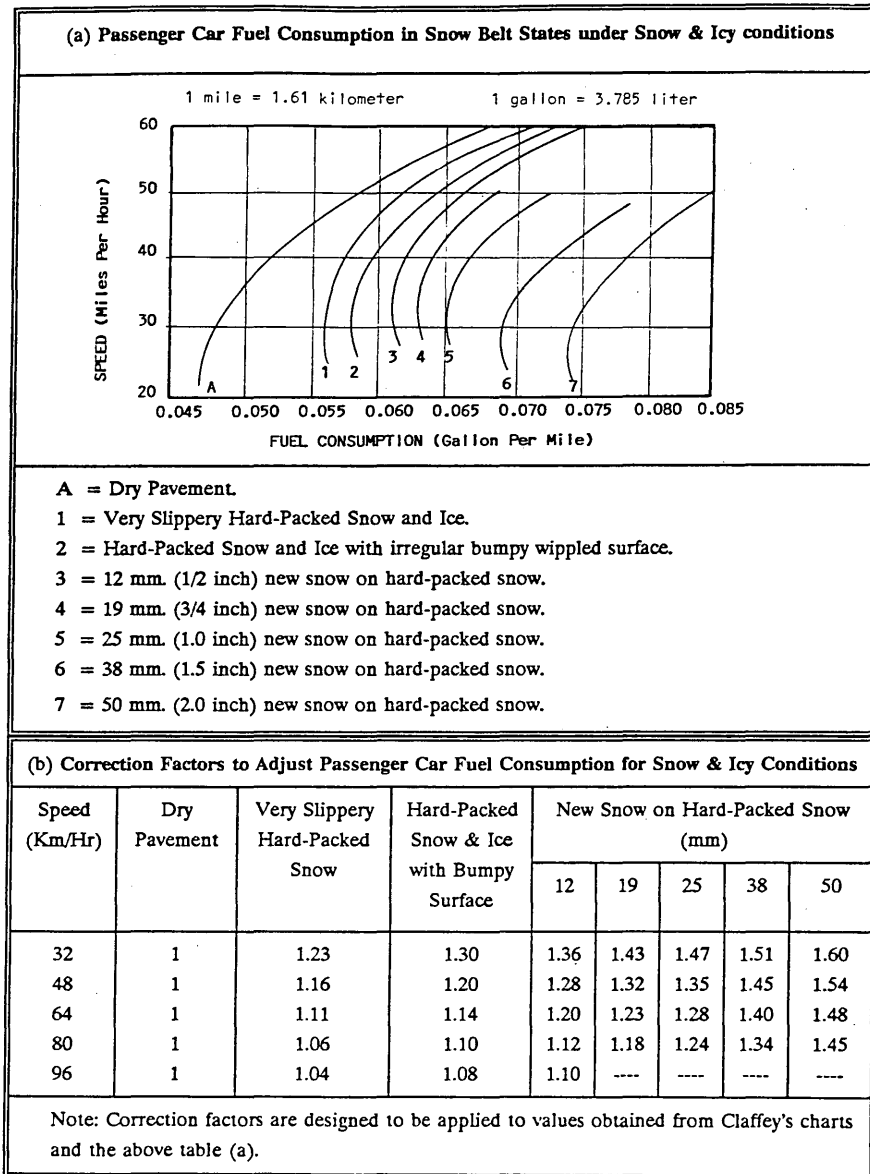 (a) Passenger Car Fuel Consumption in Snow Belt States under Snow & Icy conditions
1 mile = 1.61 kilometer 1 gallon = 3.785 liter
SPEED (Miles Per Hour)
60
50
40
30
20
A 1 2 3 4 5 6 7
0.045 0.050 0.055 0.060 0.065 0.070 0.075 0.080 0.085
FUEL CONSUMPTION (Gallon Per Mile)
A = Dry Pavement.
1 = Very Slippery Hard-Packed Snow and Ice.
2 = Hard-Packed Snow and Ice with irregular bumpy wippled surface.
3 = 12 mm. (1/2 inch) new snow on hard-packed snow.
4 = 19 mm. (3/4 inch) new snow on hard-packed snow.
5 = 25 mm. (1.0 inch) new snow on hard-packed snow.
6 = 38 mm. (1.5 inch) new snow on hard-packed snow.
7 = 50 mm. (2.0 inch) new snow on hard-packed snow.
(b) Correction Factors to Adjust Passenger Car Fuel Consumption for Snow & Icy Conditions
Speed Dry Very Slippery Hard-Packed New Snow on Hard-Packed Snow
(Km/Hr) Pavement Hard-Packed Snow & Ice (mm)
Snow with Bumpy
Surface 12 19 25 38 50
32 1 1.23 1.30 1.36 1.43 1.47 1.51 1.60
48 1 1.16 1.20 1.28 1.32 1.35 1.45 1.54
64 1 1.11 1.14 1.20 1.23 1.28 1.40 1.48
80 1 1.06 1.10 1.12 1.18 1.24 1.34 1.45
96 1 1.04 1.08 1.10 ---- ---- ---- ----
Note: Correction factors are designed to be applied to values obtained from Claffey's charts
and the above table (a).